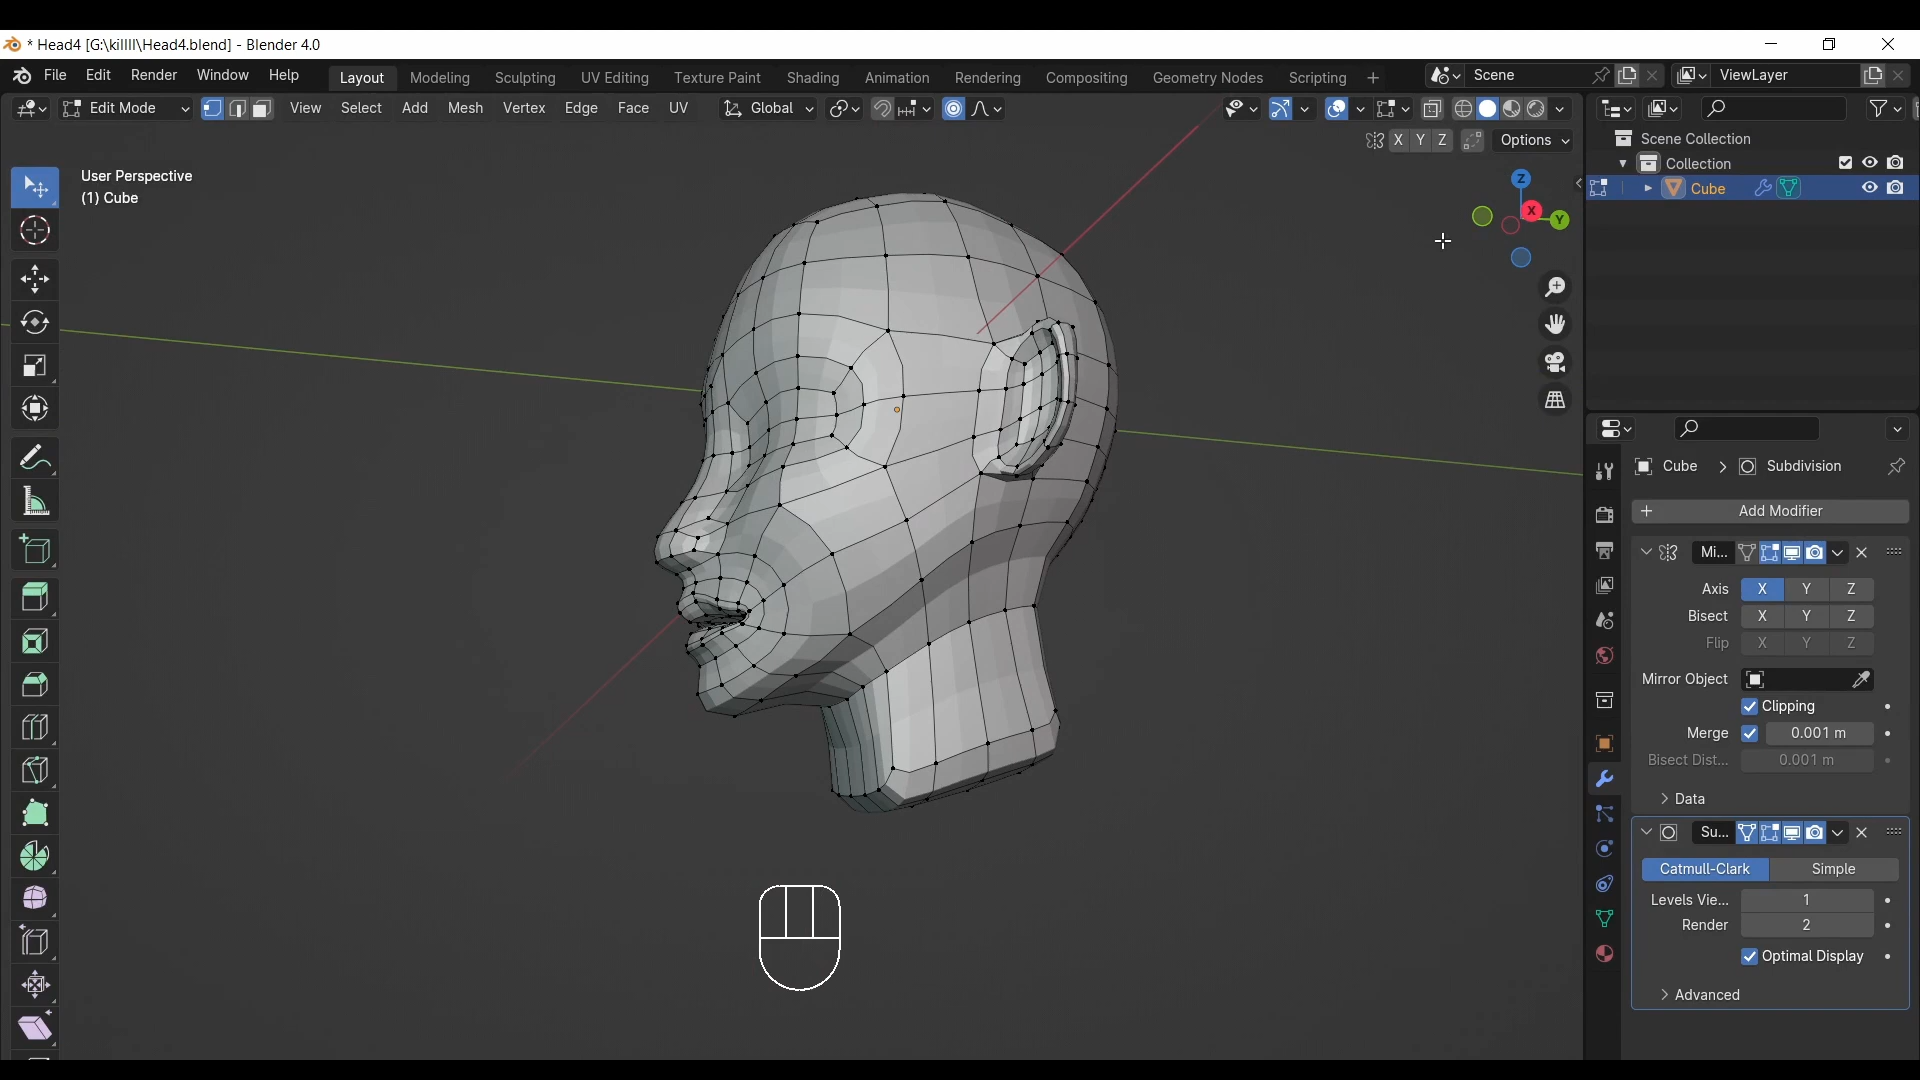 * Head4 [G:\killll\Head4.blend] - Blender 4.0
File Edit Render Window Help Layout Modeling Sculpting UV Editing Texture Paint Shading Animation Rendering Compositing Geometry Nodes Scripting + Scene ViewLayer
Edit Mode View Select Add Mesh Vertex Edge Face UV Global
X Y Z Options
User Perspective
(1) Cube
Z
X
Y
Scene Collection
Collection
Cube
Cube > Subdivision
+ Add Modifier
Mi...
Axis X Y Z
Bisect X Y Z
Flip X Y Z
Mirror Object
Clipping
Merge 0.001 m
Bisect Dist... 0.001 m
Data
Su...
Catmull-Clark Simple
Levels Vie... 1
Render 2
Optimal Display
Advanced